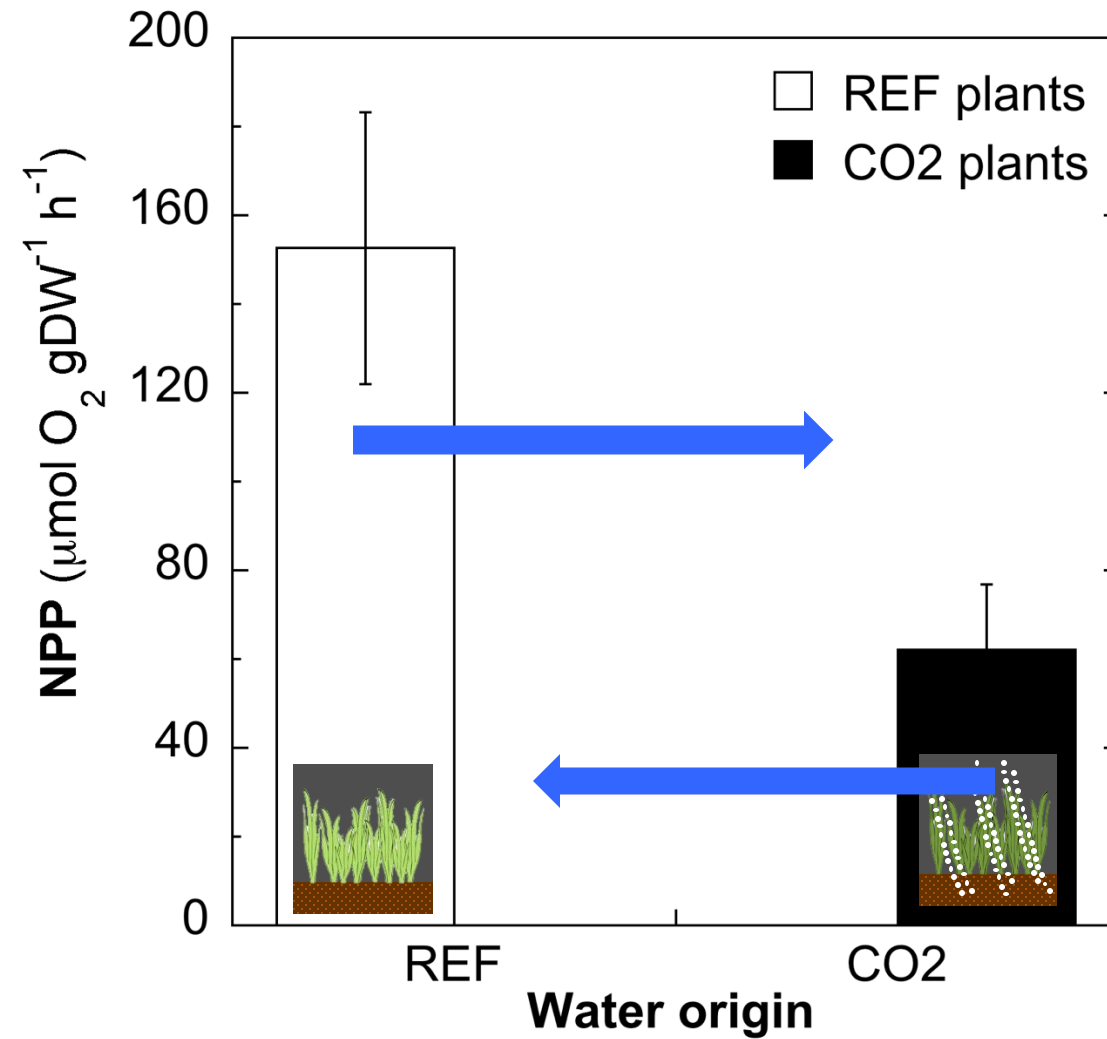 200
160
120
80
40
0
NPP (μmol O₂ gDW⁻¹ h⁻¹)
REF plants
CO2 plants
REF
CO2
Water origin